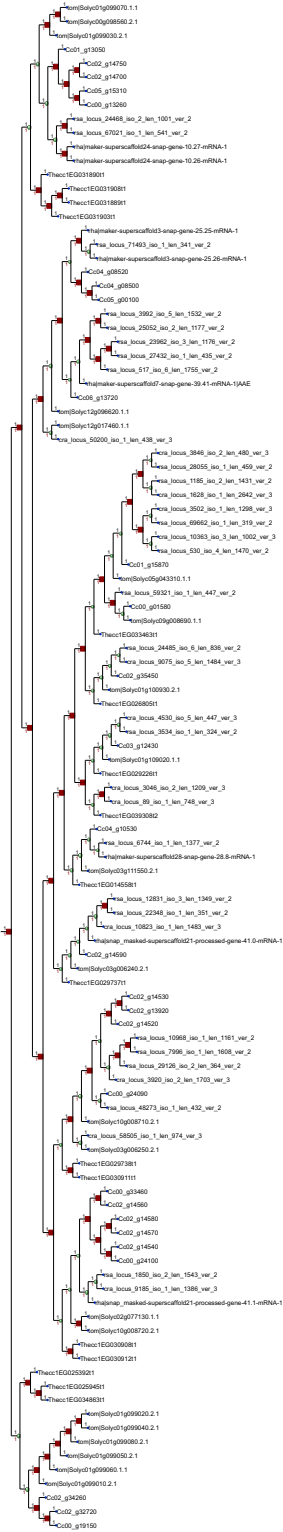 tom|Solyc01g099070.1.1
tom|Solyc00g098560.2.1
tom|Solyc01g099030.2.1
Cc01_g13050
Cc02_g14750
Cc02_g14700
Cc05_g15310
Cc00_g13260
rsa_locus_24468_iso_2_len_1001_ver_2
rsa_locus_67021_iso_1_len_541_ver_2
rha|maker-superscaffold24-snap-gene-10.27-mRNA-1
rha|maker-superscaffold24-snap-gene-10.26-mRNA-1
Thecc1EG031890t1
Thecc1EG031908t1
Thecc1EG031889t1
Thecc1EG031903t1
rha|maker-superscaffold3-snap-gene-25.25-mRNA-1
rsa_locus_71493_iso_1_len_341_ver_2
rha|maker-superscaffold3-snap-gene-25.26-mRNA-1
Cc04_g08520
Cc04_g08500
Cc05_g00100
rsa_locus_3992_iso_5_len_1532_ver_2
rsa_locus_25052_iso_2_len_1177_ver_2
rsa_locus_23962_iso_3_len_1176_ver_2
rsa_locus_27432_iso_1_len_435_ver_2
rsa_locus_517_iso_6_len_1755_ver_2
rha|maker-superscaffold7-snap-gene-39.41-mRNA-1|AAE
Cc06_g13720
tom|Solyc12g096620.1.1
tom|Solyc12g017460.1.1
cra_locus_50200_iso_1_len_438_ver_3
cra_locus_3846_iso_2_len_480_ver_3
rsa_locus_28055_iso_1_len_459_ver_2
rsa_locus_1185_iso_2_len_1431_ver_2
cra_locus_1628_iso_1_len_2642_ver_3
cra_locus_3502_iso_1_len_1298_ver_3
rsa_locus_69662_iso_1_len_319_ver_2
cra_locus_10363_iso_3_len_1002_ver_3
rsa_locus_530_iso_4_len_1470_ver_2
Cc01_g15870
tom|Solyc05g043310.1.1
rsa_locus_59321_iso_1_len_447_ver_2
Cc00_g01580
tom|Solyc09g008690.1.1
Thecc1EG033463t1
rsa_locus_24485_iso_6_len_836_ver_2
cra_locus_9075_iso_5_len_1484_ver_3
Cc02_g35450
tom|Solyc01g100930.2.1
Thecc1EG026805t1
cra_locus_4530_iso_5_len_447_ver_3
rsa_locus_3534_iso_1_len_324_ver_2
Cc03_g12430
tom|Solyc01g109020.1.1
Thecc1EG029226t1
cra_locus_3046_iso_2_len_1209_ver_3
cra_locus_89_iso_1_len_748_ver_3
Thecc1EG039308t2
Cc04_g10530
rsa_locus_6744_iso_1_len_1377_ver_2
rha|maker-superscaffold28-snap-gene-28.8-mRNA-1
tom|Solyc03g111550.2.1
Thecc1EG014558t1
rsa_locus_12831_iso_3_len_1349_ver_2
rsa_locus_22348_iso_1_len_351_ver_2
cra_locus_10823_iso_1_len_1483_ver_3
rha|snap_masked-superscaffold21-processed-gene-41.0-mRNA-1
Cc02_g14590
tom|Solyc03g006240.2.1
Thecc1EG029737t1
Cc02_g14530
Cc02_g13920
Cc02_g14520
rsa_locus_10968_iso_1_len_1161_ver_2
rsa_locus_7996_iso_1_len_1608_ver_2
rsa_locus_29126_iso_2_len_364_ver_2
cra_locus_3920_iso_2_len_1703_ver_3
Cc00_g24090
rsa_locus_48273_iso_1_len_432_ver_2
tom|Solyc10g008710.2.1
cra_locus_58505_iso_1_len_974_ver_3
tom|Solyc03g006250.2.1
Thecc1EG029738t1
Thecc1EG030911t1
Cc00_g33460
Cc02_g14560
Cc02_g14580
Cc02_g14570
Cc02_g14540
Cc00_g24100
rsa_locus_1850_iso_2_len_1543_ver_2
cra_locus_9185_iso_1_len_1386_ver_3
rha|snap_masked-superscaffold21-processed-gene-41.1-mRNA-1
tom|Solyc02g077130.1.1
tom|Solyc10g008720.2.1
Thecc1EG030908t1
Thecc1EG030912t1
Thecc1EG025392t1
Thecc1EG025945t1
Thecc1EG034863t1
tom|Solyc01g099020.2.1
tom|Solyc01g099040.2.1
tom|Solyc01g099080.2.1
tom|Solyc01g099050.2.1
tom|Solyc01g099060.1.1
tom|Solyc01g099010.2.1
Cc02_g34260
Cc02_g32720
Cc00_g19150